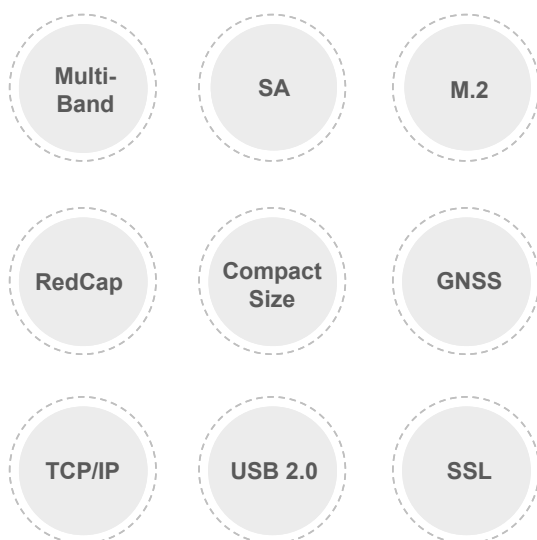 Multi-
Band
SA
M.2
RedCap
Compact
Size
GNSS
TCP/IP
USB 2.0
SSL